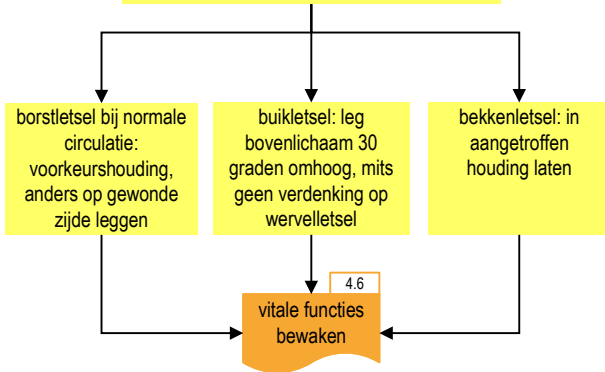 borstletsel bij normale
circulatie:
voorkeurshouding,
anders op gewonde
zijde leggen
buikletsel: leg
bovenlichaam 30
graden omhoog, mits
geen verdenking op
wervelletsel
bekkenletsel: in
aangetroffen
houding laten
4.6
vitale functies
bewaken